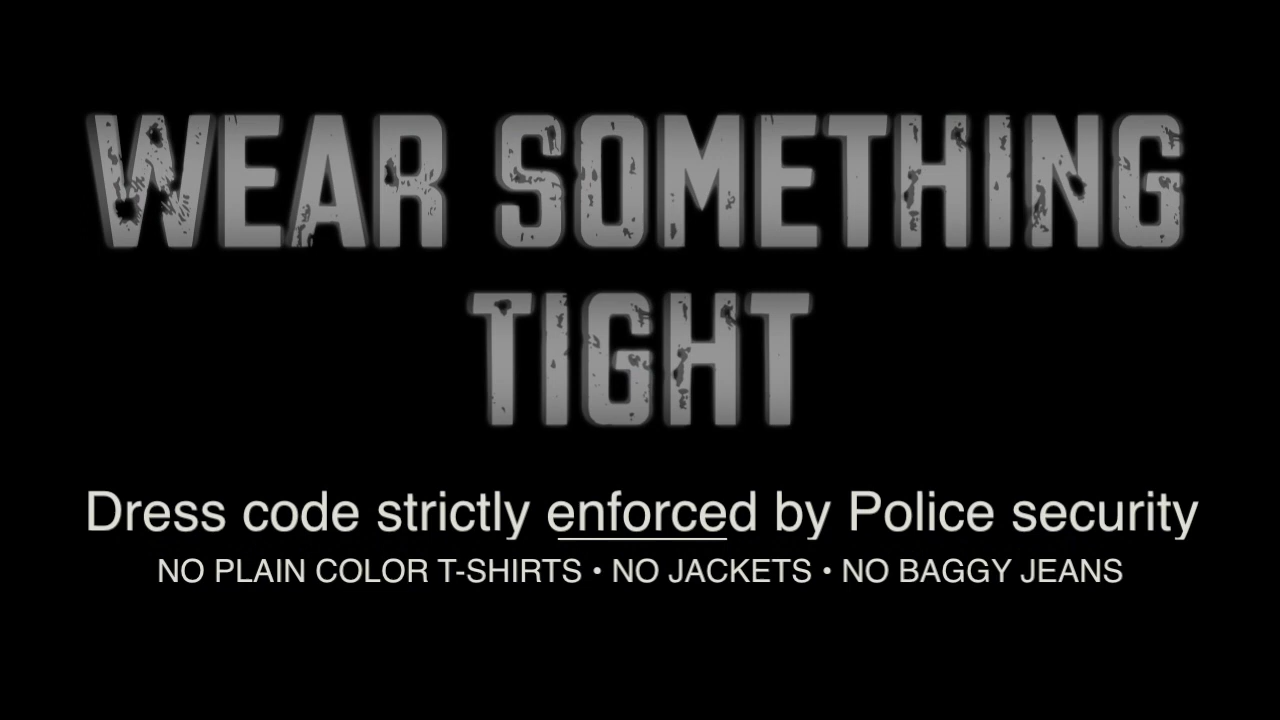 WEAR SOMETHING
TIGHT
Dress code strictly enforced by Police security
NO PLAIN COLOR T-SHIRTS • NO JACKETS • NO BAGGY JEANS